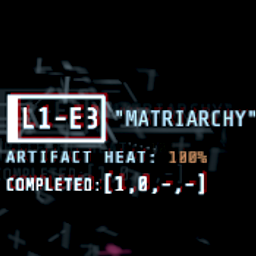 L1-E3 "MATRIARCHY"
ARTIFACT HEAT: 100%
COMPLETED:[1,0,-,-]